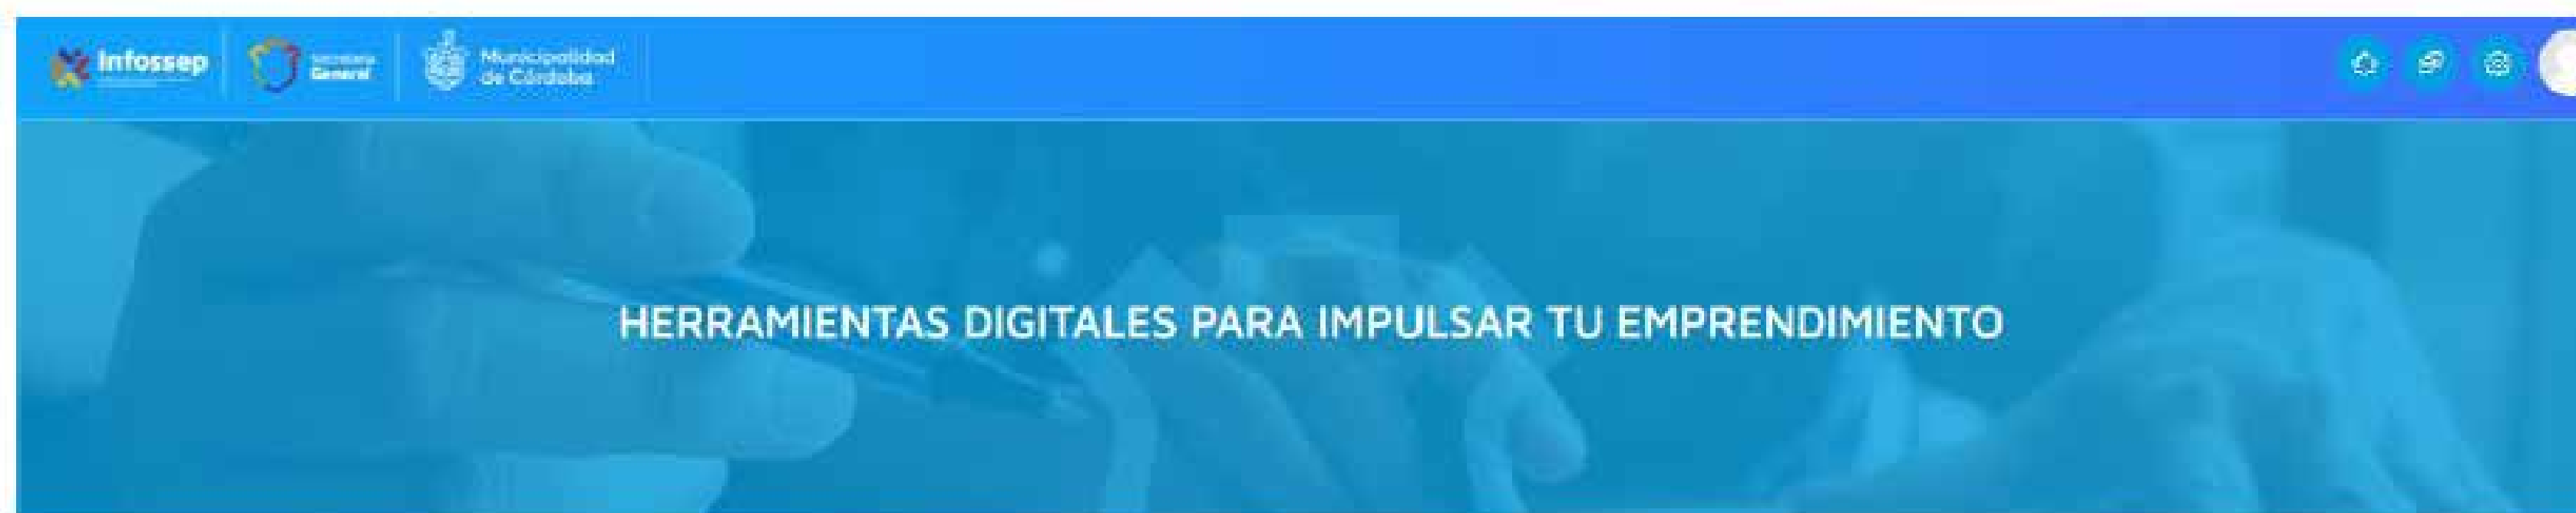 Infossep
Secretaría
General
Municipalidad
de Córdoba
HERRAMIENTAS DIGITALES PARA IMPULSAR TU EMPRENDIMIENTO